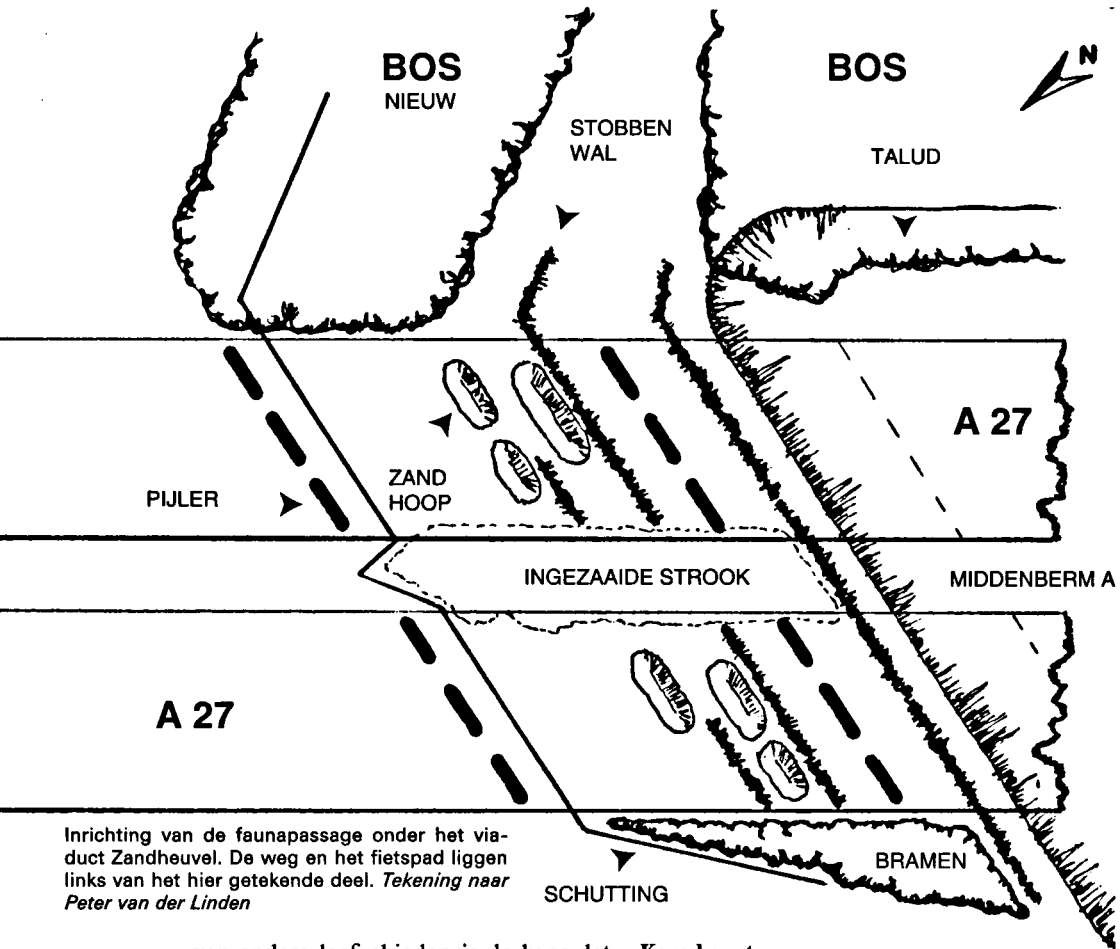 BOS
NIEUW
BOS
N
STOBBEN
WAL
TALUD
A 27
ZAND
HOOP
PIJLER
INGEZAAIDE STROOK
MIDDENBERM A
A 27
Inrichting van de faunapassage onder het via-
duct Zandheuvel. De weg en het fietspad liggen
links van het hier getekende deel. Tekening naar
Peter van der Linden
BRAMEN
SCHUTTING